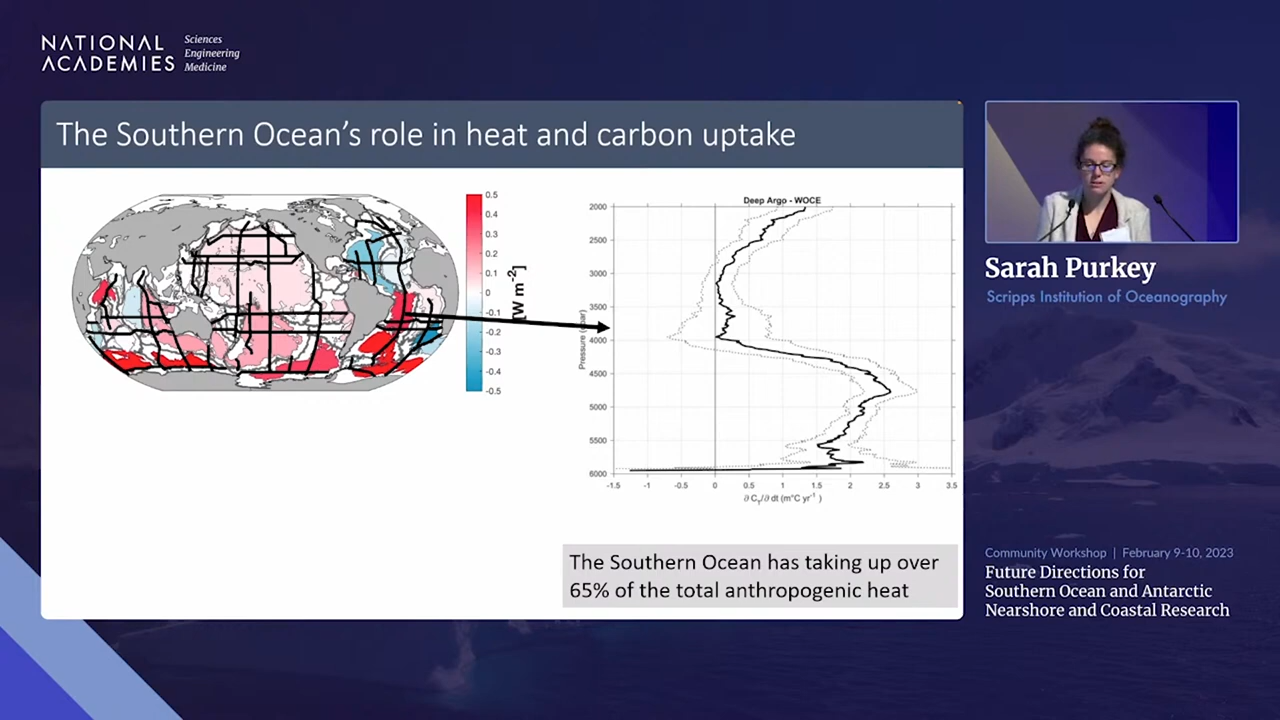 NATIONAL
ACADEMIES
Sciences
Engineering
Medicine
The Southern Ocean's role in heat and carbon uptake
0.5
0.4
0.3
0.2
0.1
0
-0.1
-0.2
-0.3
-0.4
-0.5
[W m⁻²]
Deep Argo - WOCE
2000
2500
3000
3500
4000
4500
5000
5500
6000
Pressure
-1.5 -1 -0.5 0 0.5 1 1.5 2 2.5 3 3.5
∂ C_T/∂ dt (m°C yr⁻¹)
The Southern Ocean has taking up over
65% of the total anthropogenic heat
Sarah Purkey
Scripps Institution of Oceanography
Community Workshop | February 9-10, 2023
Future Directions for
Southern Ocean and Antarctic
Nearshore and Coastal Research